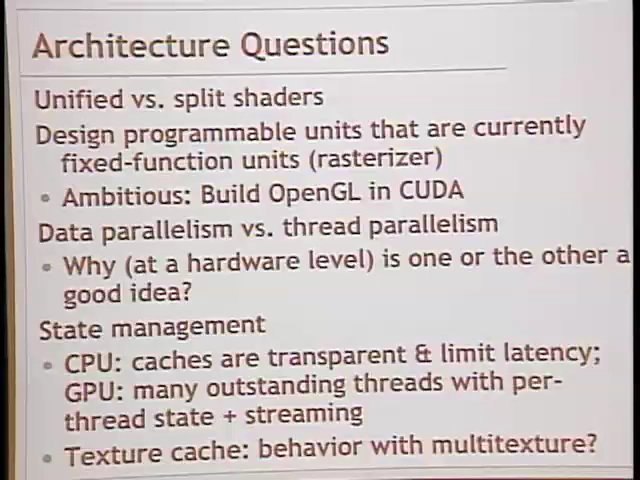 Architecture Questions
Unified vs. split shaders
Design programmable units that are currently
fixed-function units (rasterizer)
• Ambitious: Build OpenGL in CUDA
Data parallelism vs. thread parallelism
• Why (at a hardware level) is one or the other a
good idea?
State management
• CPU: caches are transparent & limit latency;
GPU: many outstanding threads with per-
thread state + streaming
• Texture cache: behavior with multitexture?